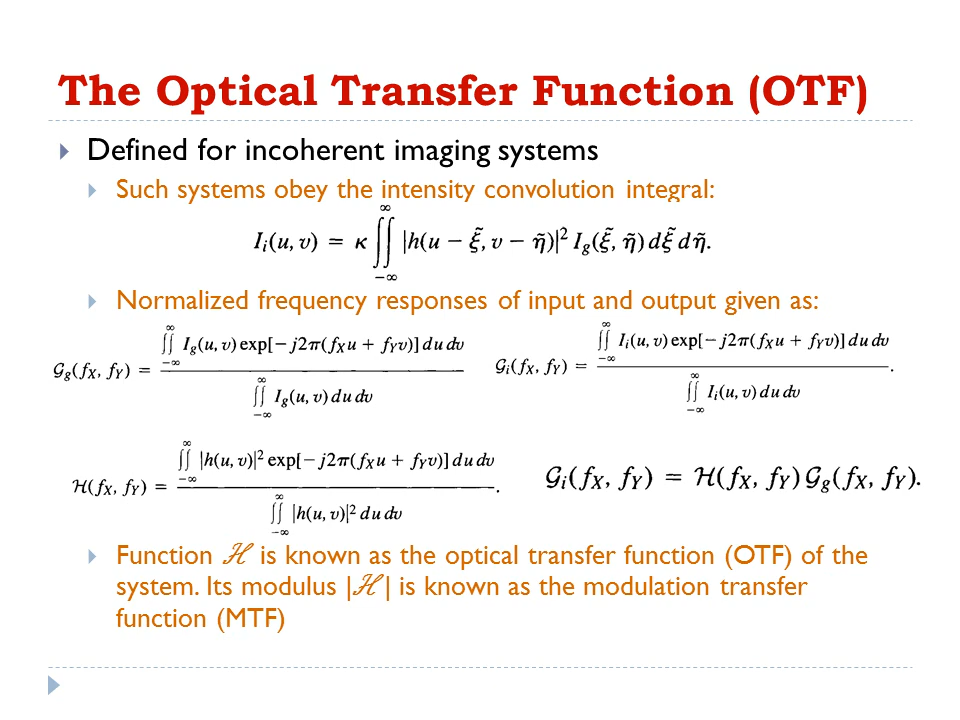 The Optical Transfer Function (OTF)
Defined for incoherent imaging systems
Such systems obey the intensity convolution integral:
I_i(u, v) = κ ∬_{-∞}^{∞} |h(u − ξ̃, v − η̃)|² I_g(ξ̃, η̃) dξ̃ dη̃.
Normalized frequency responses of input and output given as:
𝒢_g(f_X, f_Y) = \frac{∬_{-∞}^{∞} I_g(u, v) exp[−j2π(f_X u + f_Y v)] du dv}{∬_{-∞}^{∞} I_g(u, v) du dv}
𝒢_i(f_X, f_Y) = \frac{∬_{-∞}^{∞} I_i(u, v) exp[−j2π(f_X u + f_Y v)] du dv}{∬_{-∞}^{∞} I_i(u, v) du dv}.
ℋ(f_X, f_Y) = \frac{∬_{-∞}^{∞} |h(u, v)|² exp[−j2π(f_X u + f_Y v)] du dv}{∬_{-∞}^{∞} |h(u, v)|² du dv}.
𝒢_i(f_X, f_Y) = ℋ(f_X, f_Y) 𝒢_g(f_X, f_Y).
Function ℋ is known as the optical transfer function (OTF) of the
system. Its modulus |ℋ| is known as the modulation transfer
function (MTF)